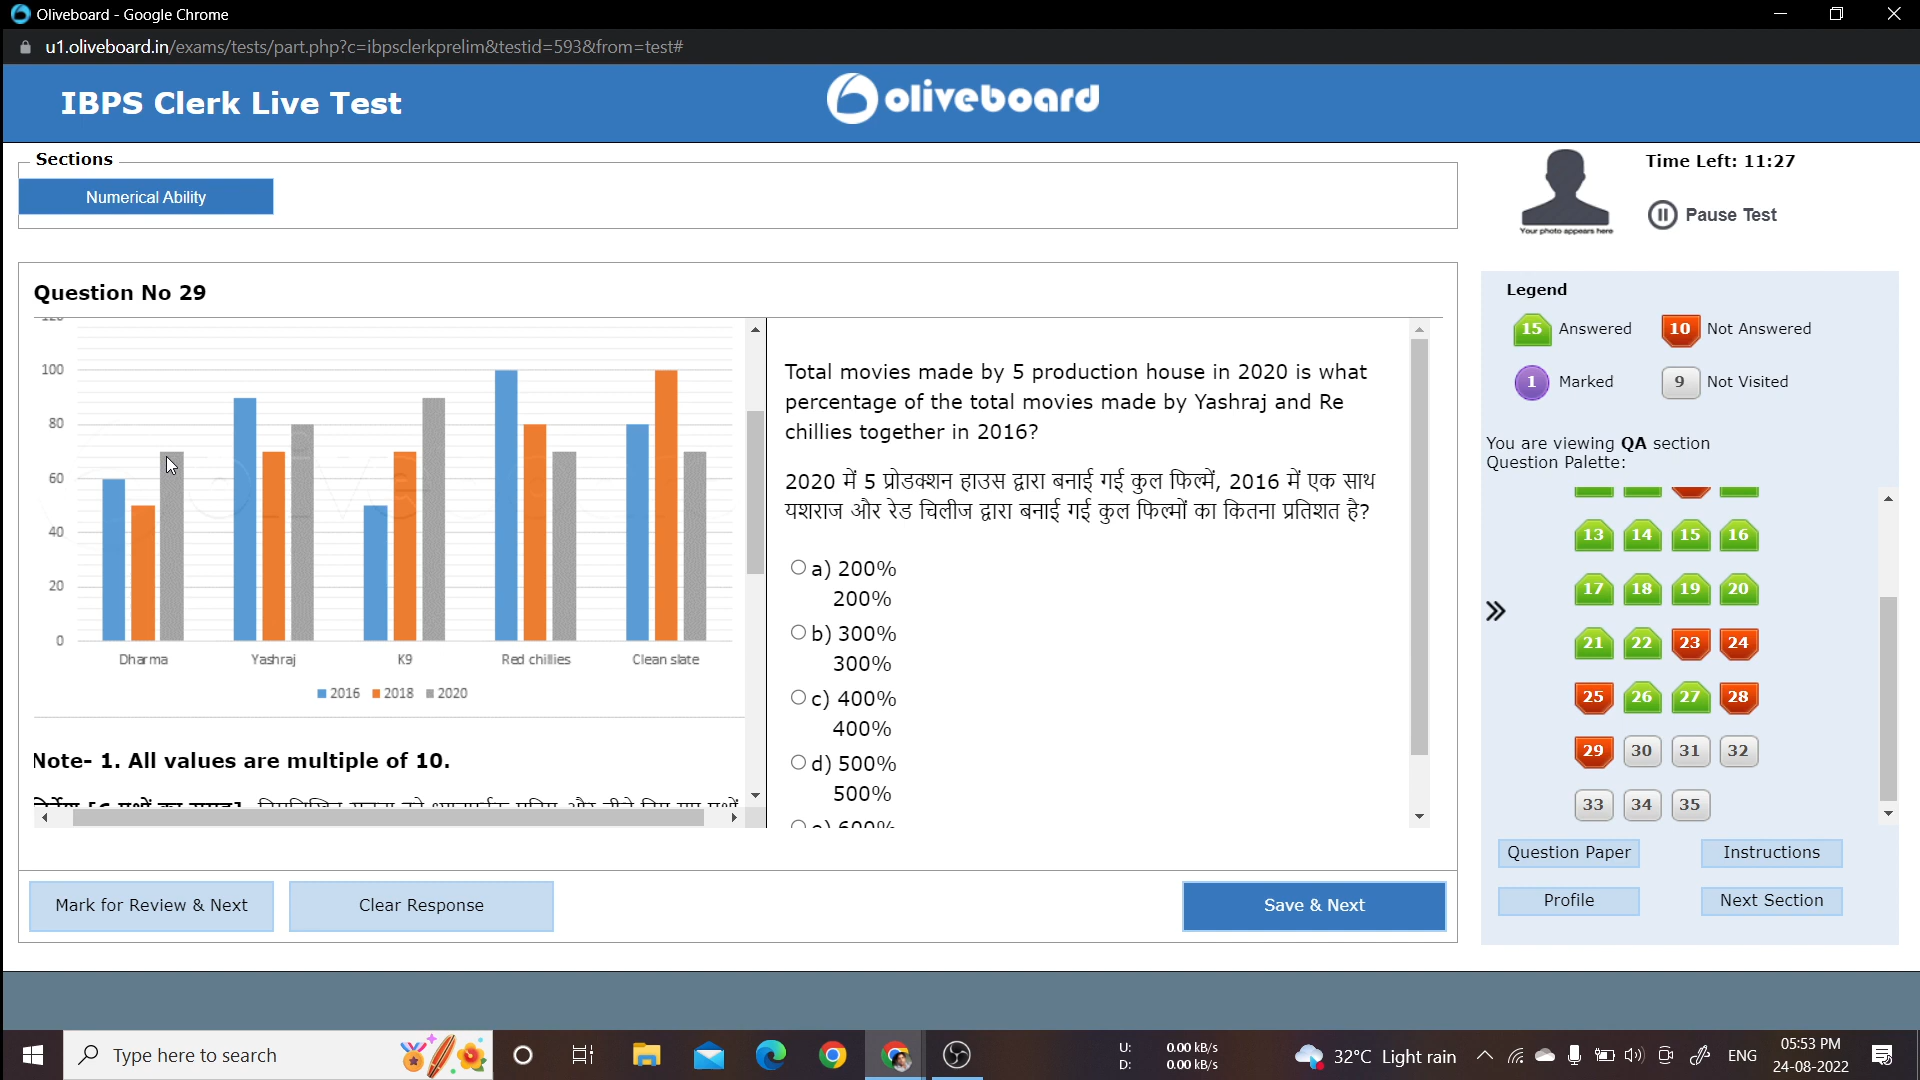 Oliveboard - Google Chrome
u1.oliveboard.in/exams/tests/part.php?c=ibpsclerkprelim&testid=593&from=test#
IBPS Clerk Live Test
oliveboard
Sections
Numerical Ability
Your photo appears here
Time Left: 11:27
Pause Test
Question No 29
100
80
60
40
20
0
Dharma Yashraj K9 Red chillies Clean slate
2016 2018 2020
Note- 1. All values are multiple of 10.
Total movies made by 5 production house in 2020 is what
percentage of the total movies made by Yashraj and Re
chillies together in 2016?
2020 में 5 प्रोडक्शन हाउस द्वारा बनाई गई कुल फिल्में, 2016 में एक साथ
यशराज और रेड चिलीज द्वारा बनाई गई कुल फिल्मों का कितना प्रतिशत है?
a) 200%
200%
b) 300%
300%
c) 400%
400%
d) 500%
500%
Mark for Review & Next
Clear Response
Save & Next
Legend
15 Answered 10 Not Answered
1 Marked 9 Not Visited
You are viewing QA section
Question Palette:
13 14 15 16
17 18 19 20
21 22 23 24
25 26 27 28
29 30 31 32
33 34 35
Question Paper Instructions
Profile Next Section
Type here to search
U: 0.00 kB/s
D: 0.00 kB/s
32°C Light rain
ENG
05:53 PM
24-08-2022